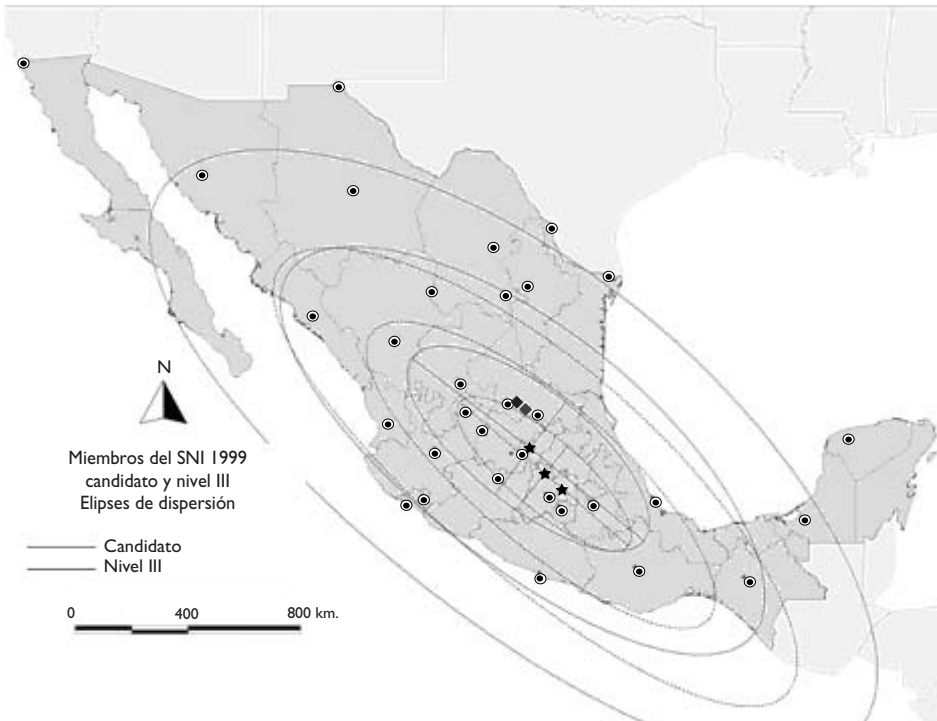 N
Miembros del SNI 1999
candidato y nivel III
Elipses de dispersión
Candidato
Nivel III
0 400 800 km.